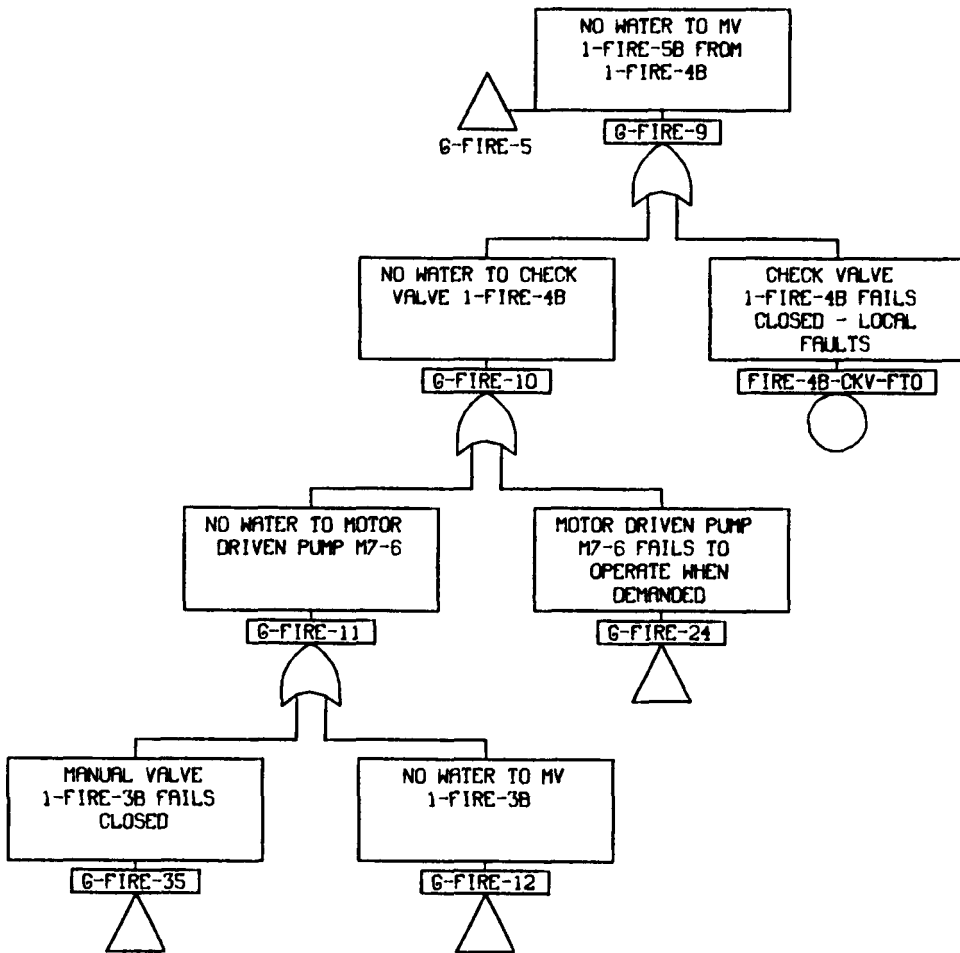 NO WATER TO MV
1-FIRE-5B FROM
1-FIRE-4B
G-FIRE-5
G-FIRE-9
NO WATER TO CHECK
VALVE 1-FIRE-4B
CHECK VALVE
1-FIRE-4B FAILS
CLOSED - LOCAL
FAULTS
G-FIRE-10
FIRE-4B-CKV-FTO
NO WATER TO MOTOR
DRIVEN PUMP M7-6
MOTOR DRIVEN PUMP
M7-6 FAILS TO
OPERATE WHEN
DEMANDED
G-FIRE-11
G-FIRE-24
MANUAL VALVE
1-FIRE-3B FAILS
CLOSED
NO WATER TO MV
1-FIRE-3B
G-FIRE-35
G-FIRE-12